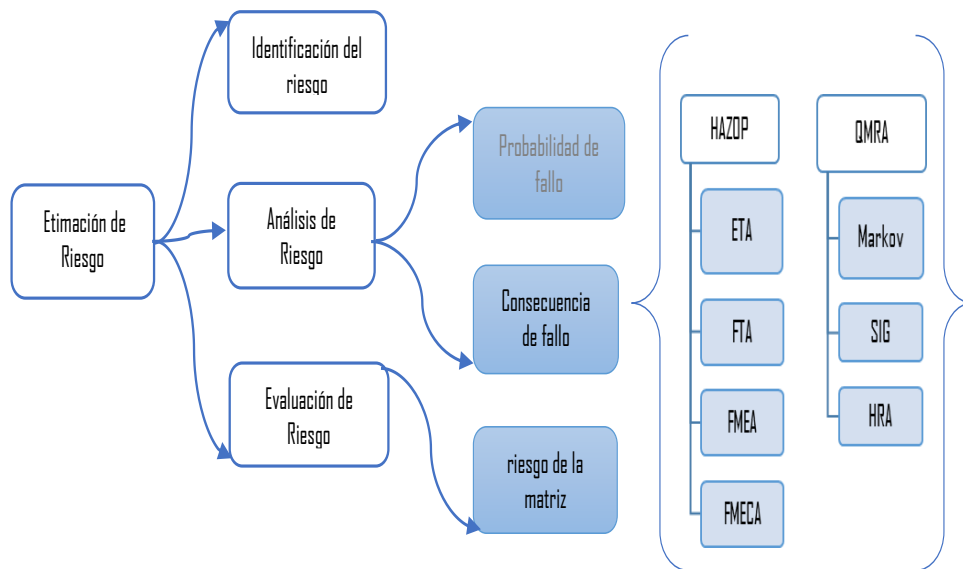 Etimación de
Riesgo
Identificación del
riesgo
Análisis de
Riesgo
Evaluación de
Riesgo
Probabilidad de
fallo
Consecuencia
de fallo
riesgo de la
matriz
HAZOP
ETA
FTA
FMEA
FMECA
QMRA
Markov
SIG
HRA